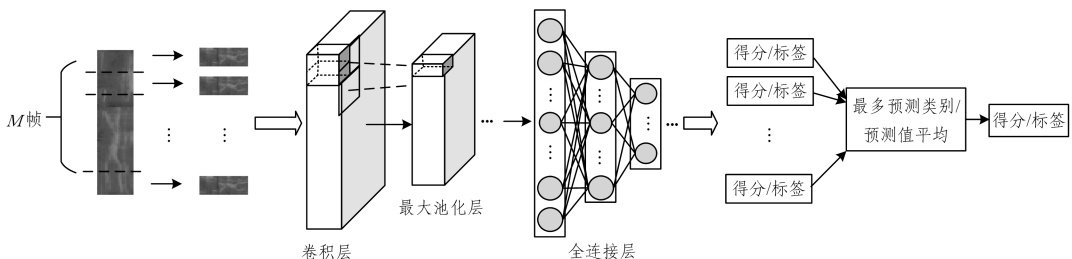 M帧
卷积层
最大池化层
全连接层
得分/标签
得分/标签
得分/标签
最多预测类别/
预测值平均
得分/标签